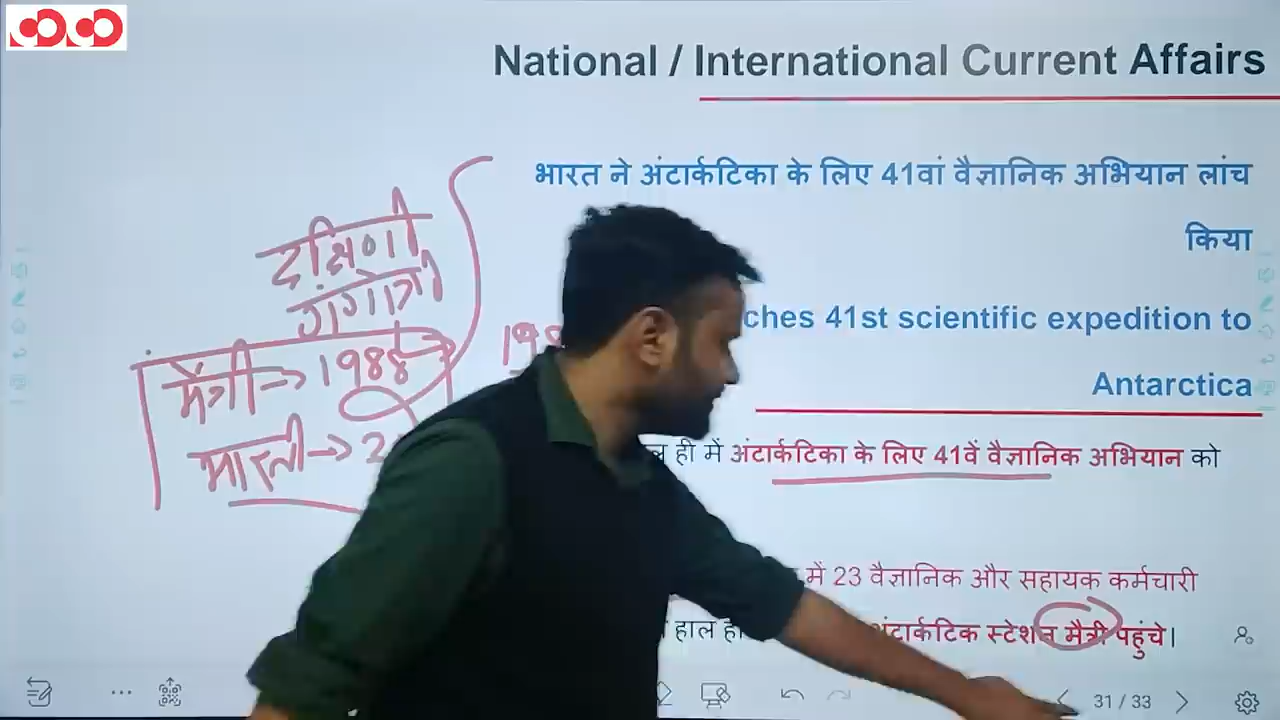 National / International Current Affairs
भारत ने अंटार्कटिका के लिए 41वां वैज्ञानिक अभियान लांच
किया
ches 41st scientific expedition to
Antarctica
ही में अंटार्कटिका के लिए 41वें वैज्ञानिक अभियान को
में 23 वैज्ञानिक और सहायक कर्मचारी
हाल अंटार्कटिक स्टेशन मैत्री पहुंचे।
दक्षिणी
गंगोत्री
मैत्री → 1988
198
भारती → 2
31 / 33